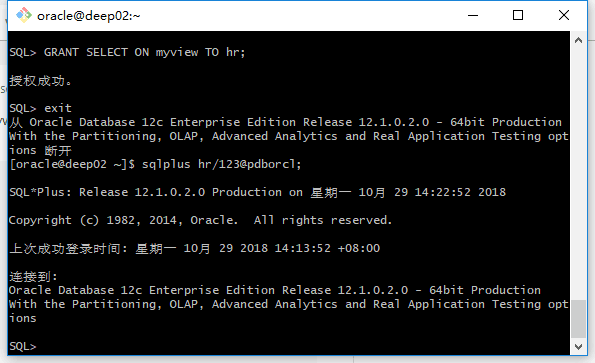 oracle@deep02:~
SQL> GRANT SELECT ON myview TO hr;
授权成功。
SQL> exit
从 Oracle Database 12c Enterprise Edition Release 12.1.0.2.0 - 64bit Production
With the Partitioning, OLAP, Advanced Analytics and Real Application Testing opt
ions 断开
[oracle@deep02 ~]$ sqlplus hr/123@pdborcl;
SQL*Plus: Release 12.1.0.2.0 Production on 星期一 10月 29 14:22:52 2018
Copyright (c) 1982, 2014, Oracle.  All rights reserved.
上次成功登录时间: 星期一 10月 29 2018 14:13:52 +08:00
连接到:
Oracle Database 12c Enterprise Edition Release 12.1.0.2.0 - 64bit Production
With the Partitioning, OLAP, Advanced Analytics and Real Application Testing opt
ions
SQL>